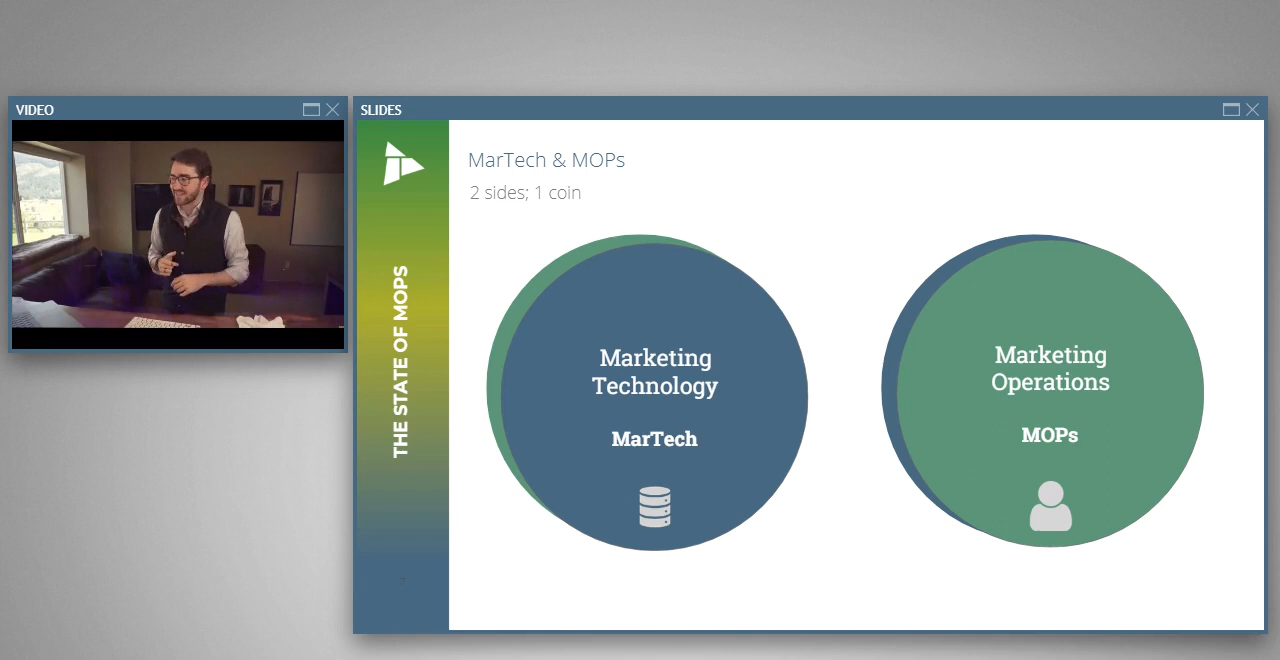 VIDEO
SLIDES
THE STATE OF MOPS
MarTech & MOPs
2 sides; 1 coin
Marketing
Technology
MarTech
Marketing
Operations
MOPs